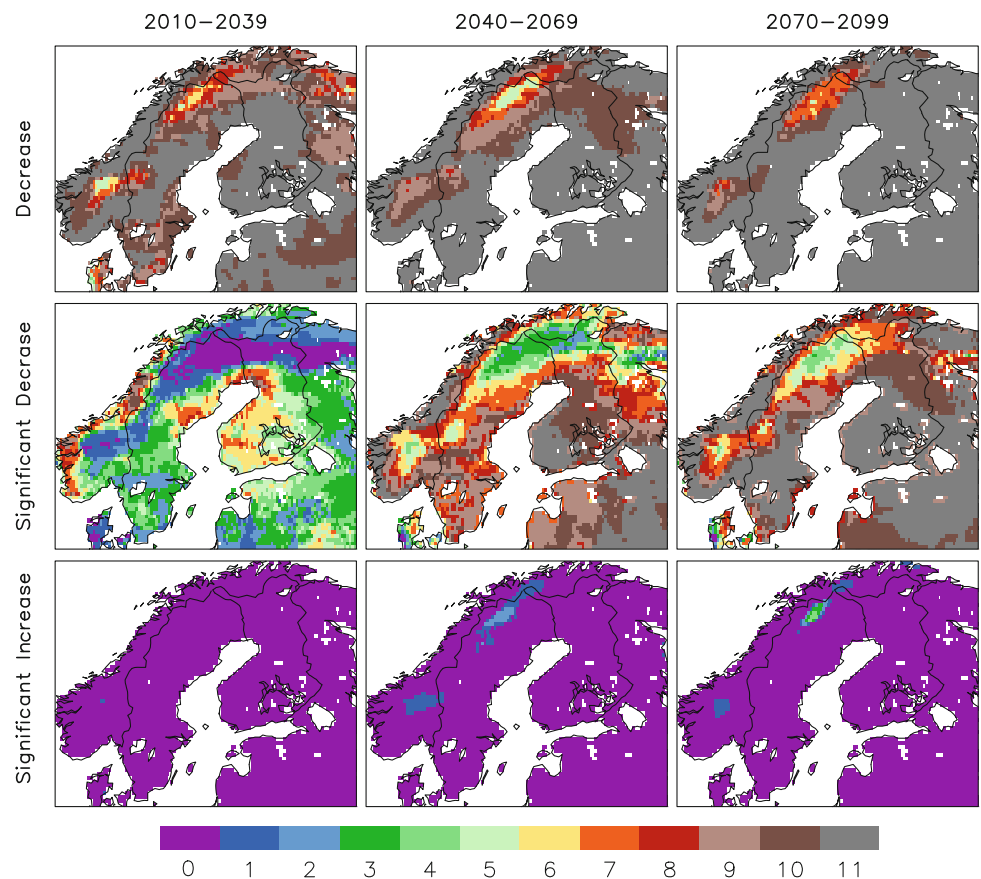 2010–2039 2040–2069 2070–2099
Decrease
Significant Decrase
Significant Increase
0 1 2 3 4 5 6 7 8 9 10 11